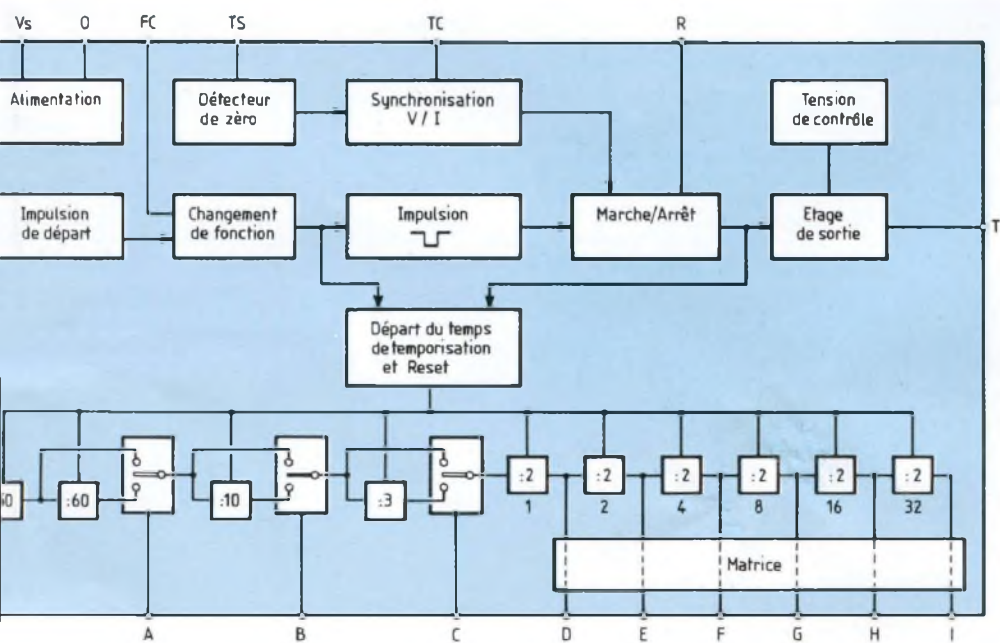 Vs O FC TS TC R
Alimentation
Détecteur
de zèro
Synchronisation
V / I
Tension
de contrôle
Impulsion
de départ
Changement
de fonction
Impulsion
Marche/Arrêt
Etage
de sortie
T
Départ du temps
de temporisation
et Reset
:60
:10
:3
:2 :2 :2 :2 :2 :2
1 2 4 8 16 32
Matrice
A B C D E F G H I